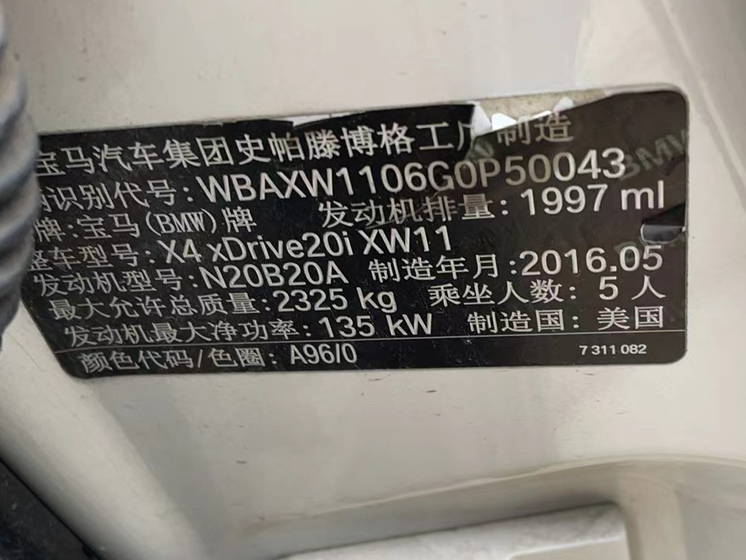 宝马汽车集团史帕滕博格工厂制造
识别代号: WBAXW1106G0P50043
牌:宝马(BMW)牌 发动机排量: 1997 ml
整车型号: X4 xDrive20i XW11
发动机型号: N20B20A 制造年月: 2016.05
最大允许总质量: 2325 kg 乘坐人数: 5 人
发动机最大净功率: 135 kW 制造国: 美国
颜色代码/色圈: A96/0 7 311 082
BMW